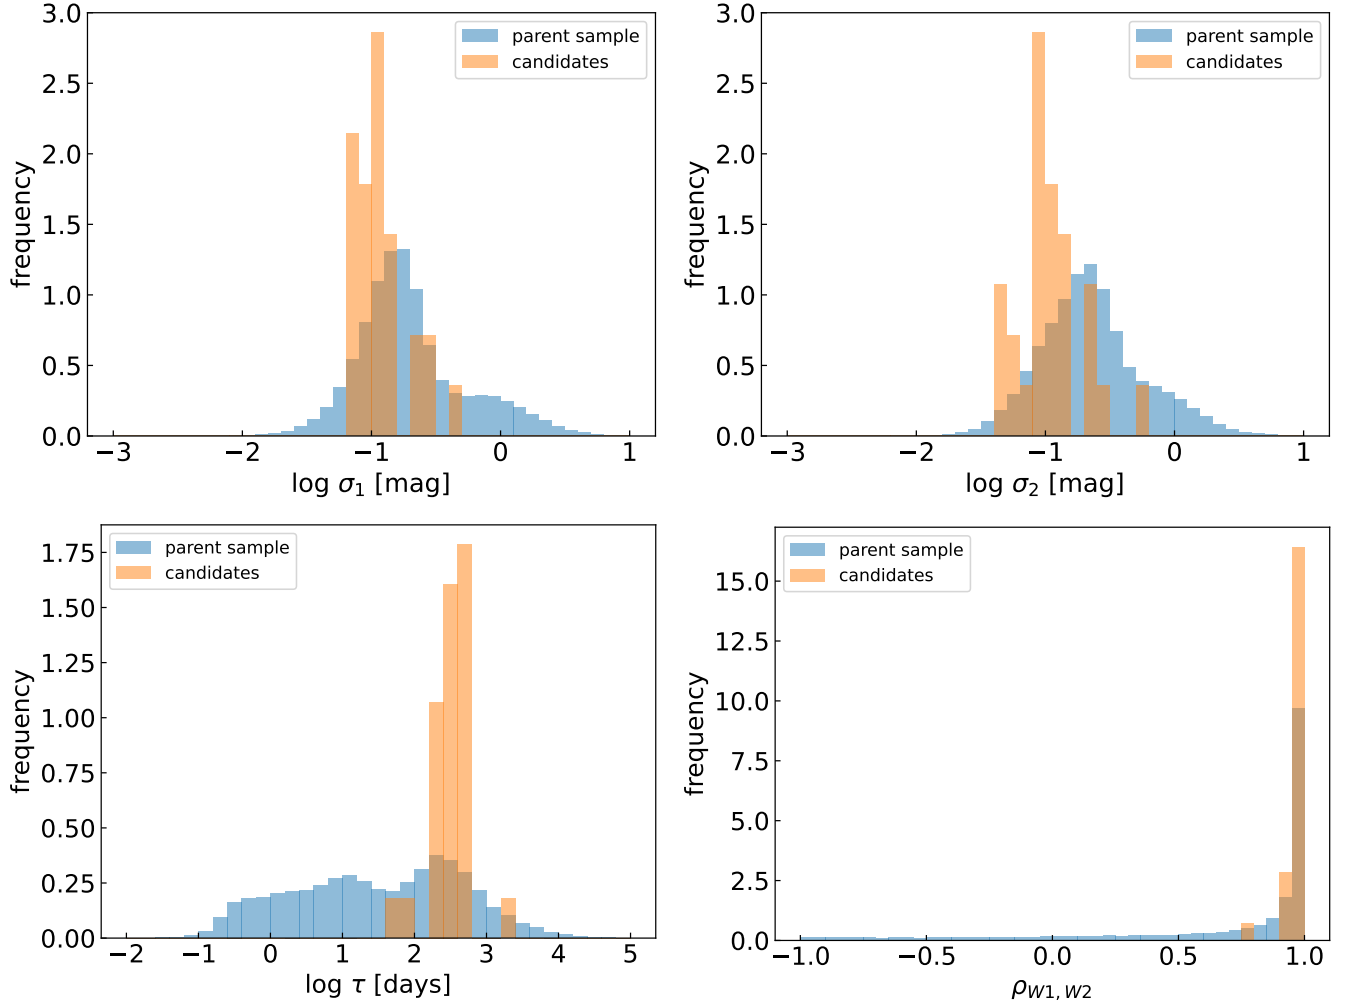 3.0
2.5
2.0
1.5
1.0
0.5
0.0
frequency
parent sample
candidates
−3 −2 −1 0 1
log σ1 [mag]
3.0
2.5
2.0
1.5
1.0
0.5
0.0
frequency
parent sample
candidates
−3 −2 −1 0 1
log σ2 [mag]
1.75
1.50
1.25
1.00
0.75
0.50
0.25
0.00
frequency
parent sample
candidates
−2 −1 0 1 2 3 4 5
log τ [days]
15.0
12.5
10.0
7.5
5.0
2.5
0.0
frequency
parent sample
candidates
−1.0 −0.5 0.0 0.5 1.0
ρW1, W2